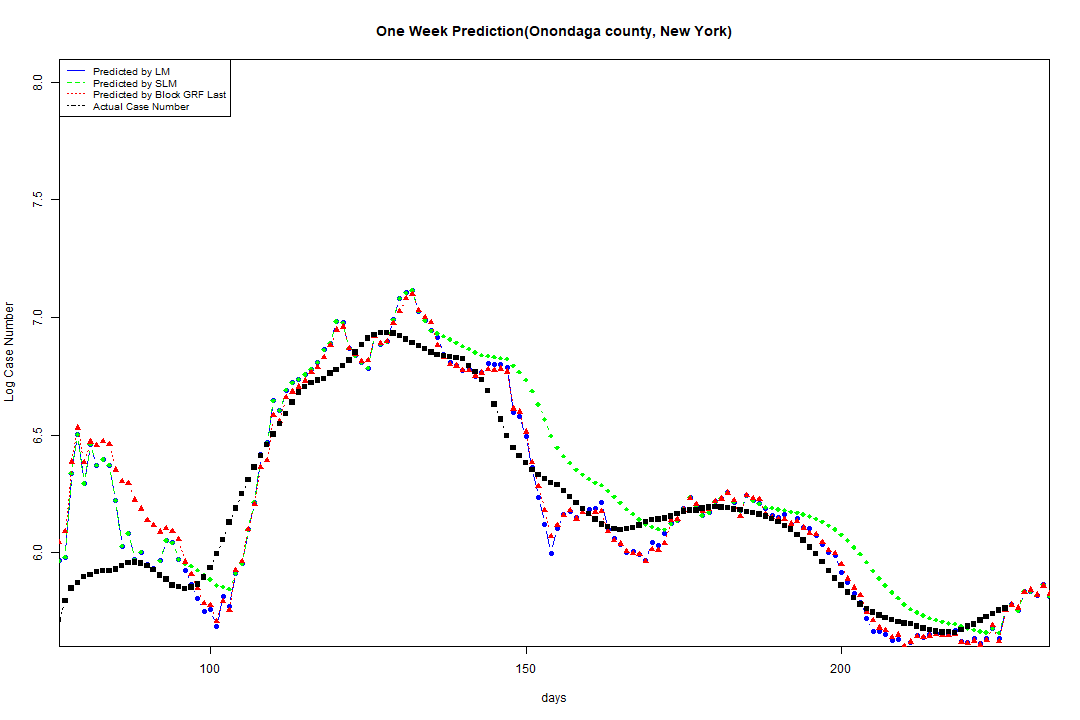 One Week Prediction(Onondaga county, New York)
Predicted by LM
Predicted by SLM
Predicted by Block GRF Last
Actual Case Number
Log Case Number
8.0
7.5
7.0
6.5
6.0
100 150 200
days